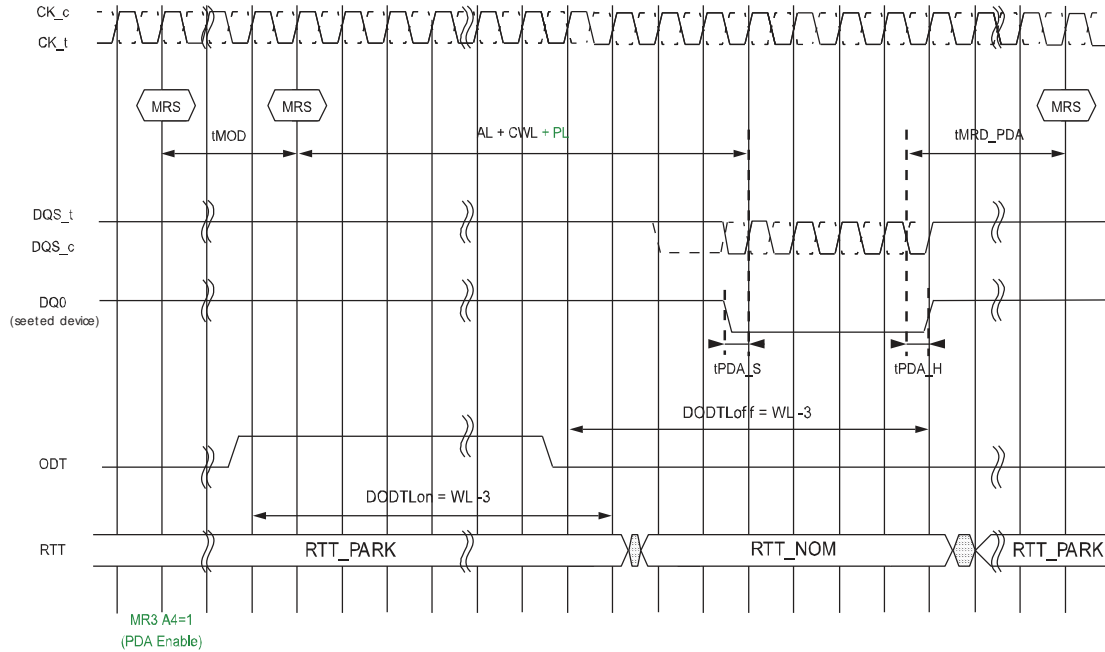 CK_c
CK_t
MRS
MRS
MRS
tMOD
AL + CWL + PL
tMRD_PDA
DQS_t
DQS_c
DQ0
(seeted device)
tPDA_S
tPDA_H
DODTLoff = WL -3
ODT
DODTLon = WL -3
RTT
RTT_PARK
RTT_NOM
RTT_PARK
MR3 A4=1
(PDA Enable)